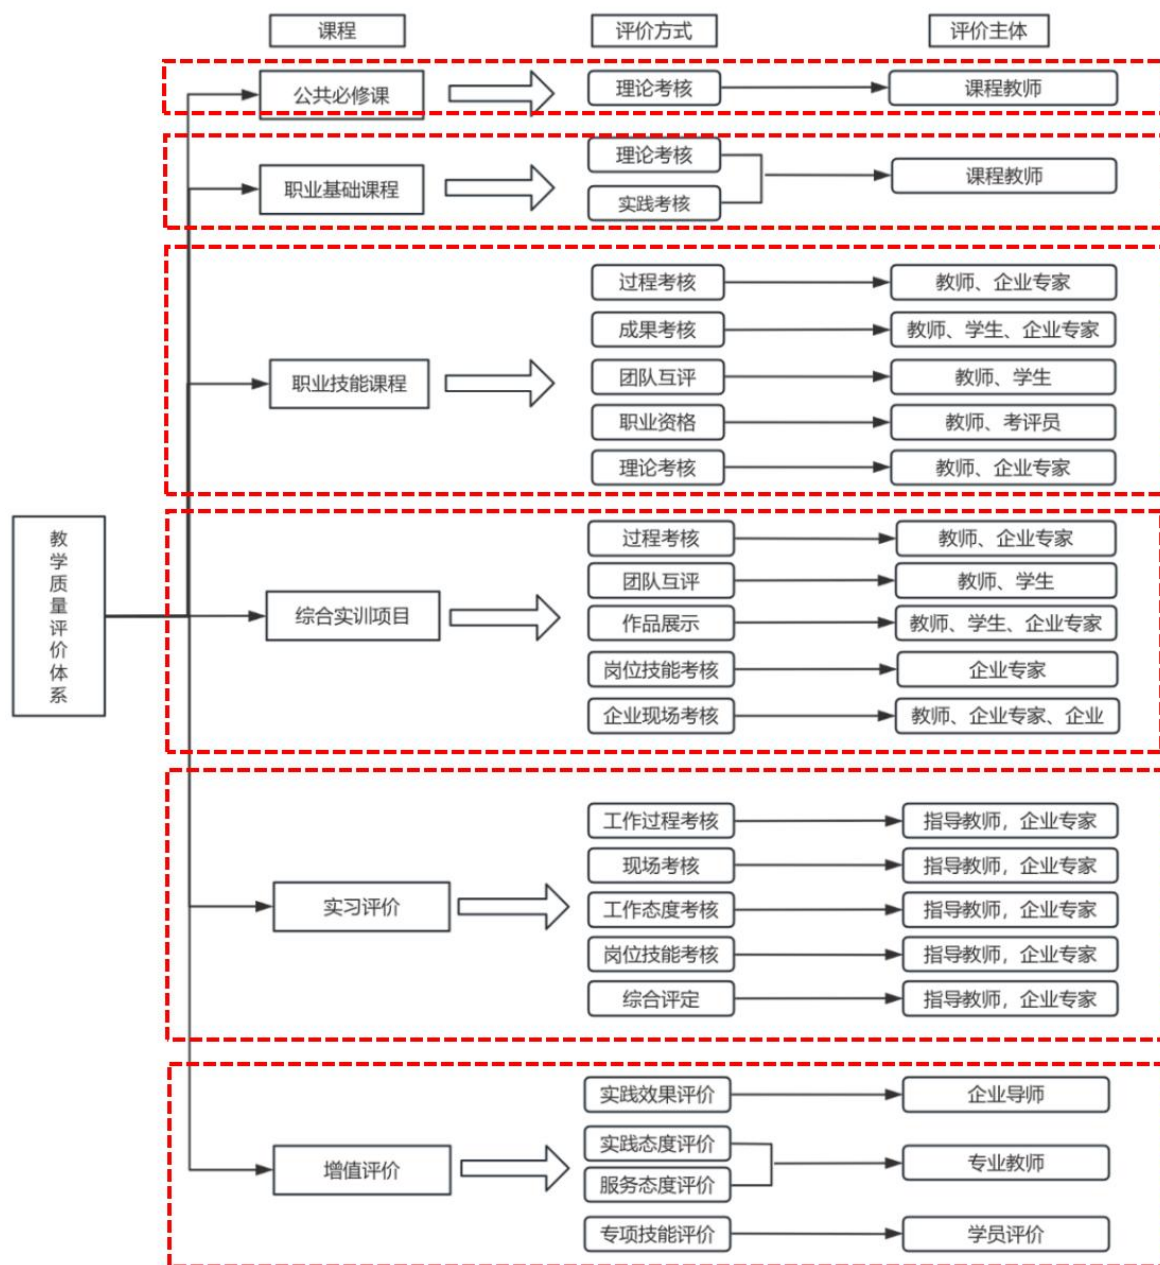 课程 评价方式 评价主体
公共必修课 理论考核 课程教师
职业基础课程 理论考核 课程教师
实践考核
职业技能课程 过程考核 教师、企业专家
成果考核 教师、学生、企业专家
团队互评 教师、学生
职业资格 教师、考评员
理论考核 教师、企业专家
教学质量评价体系
综合实训项目 过程考核 教师、企业专家
团队互评 教师、学生
作品展示 教师、学生、企业专家
岗位技能考核 企业专家
企业现场考核 教师、企业专家、企业
实习评价 工作过程考核 指导教师，企业专家
现场考核 指导教师，企业专家
工作态度考核 指导教师，企业专家
岗位技能考核 指导教师，企业专家
综合评定 指导教师，企业专家
增值评价 实践效果评价 企业导师
实践态度评价 专业教师
服务态度评价
专项技能评价 学员评价